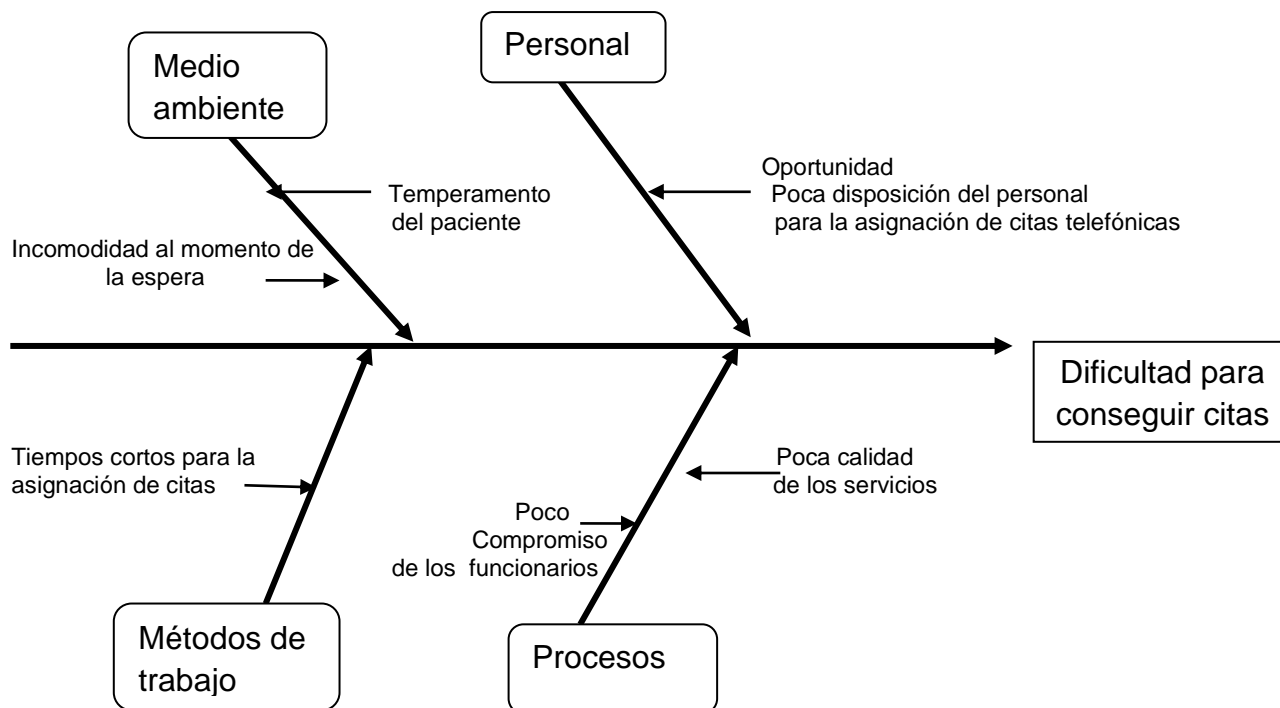 Medio
ambiente
Personal
Temperamento
del paciente
Incomodidad al momento de
la espera
Oportunidad
Poca disposición del personal
para la asignación de citas telefónicas
Dificultad para
conseguir citas
Tiempos cortos para la
asignación de citas
Poco
Compromiso
de los funcionarios
Poca calidad
de los servicios
Métodos de
trabajo
Procesos